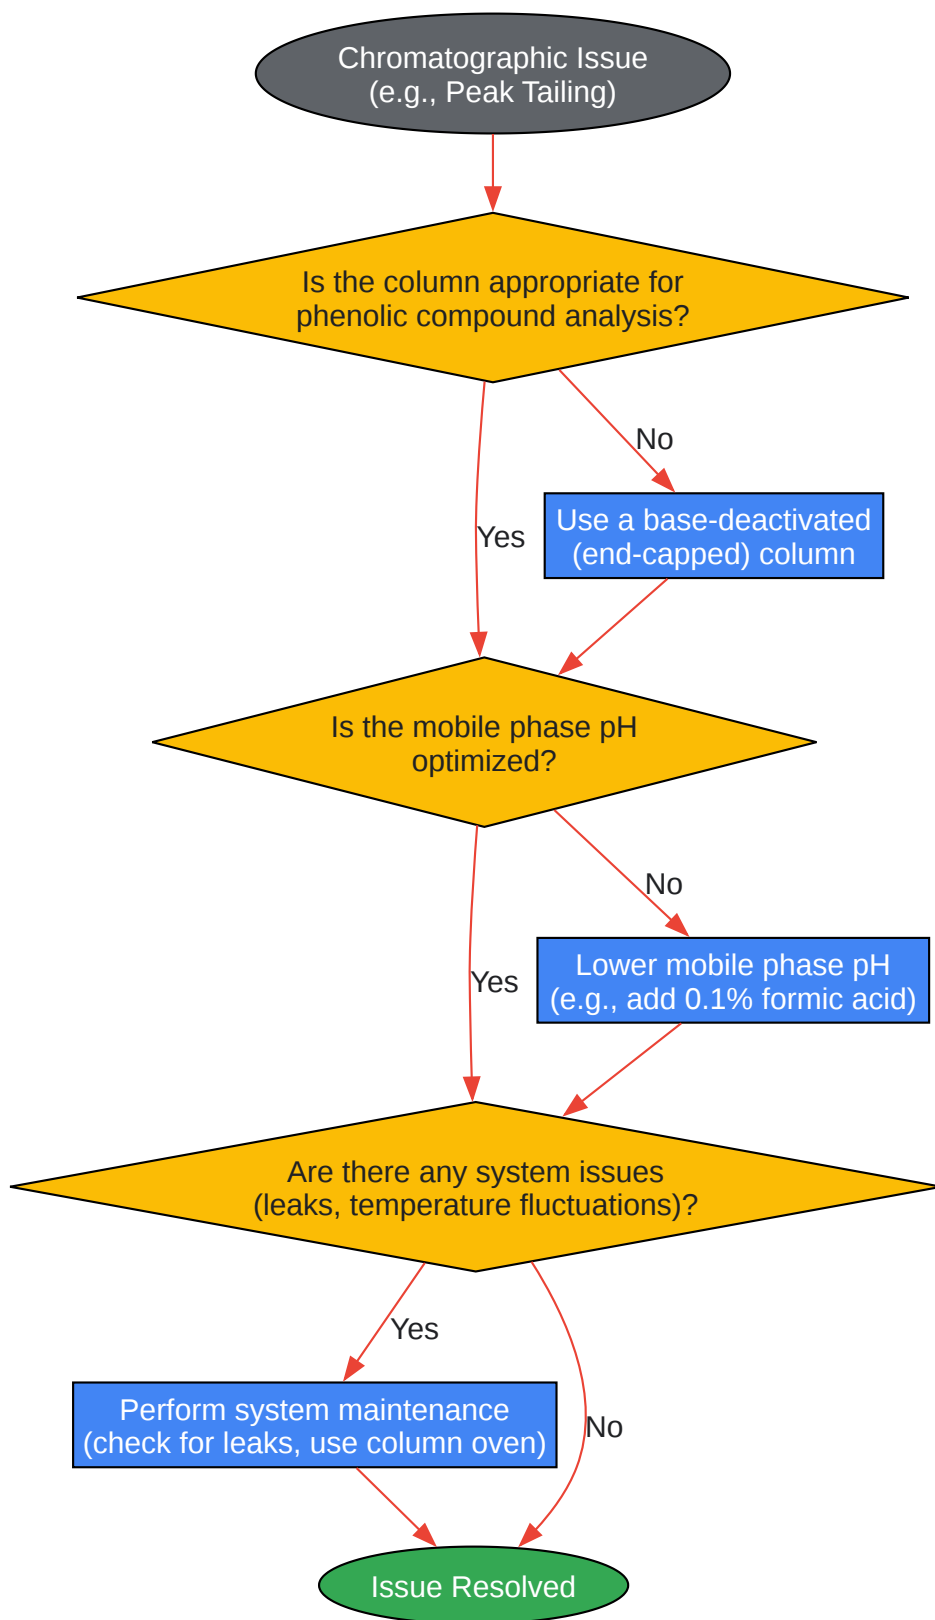 Chromatographic Issue
(e.g., Peak Tailing)
Is the column appropriate for
phenolic compound analysis?
No
Use a base-deactivated
(end-capped) column
Yes
Is the mobile phase pH
optimized?
No
Lower mobile phase pH
(e.g., add 0.1% formic acid)
Yes
Are there any system issues
(leaks, temperature fluctuations)?
Yes
Perform system maintenance
(check for leaks, use column oven)
No
Issue Resolved